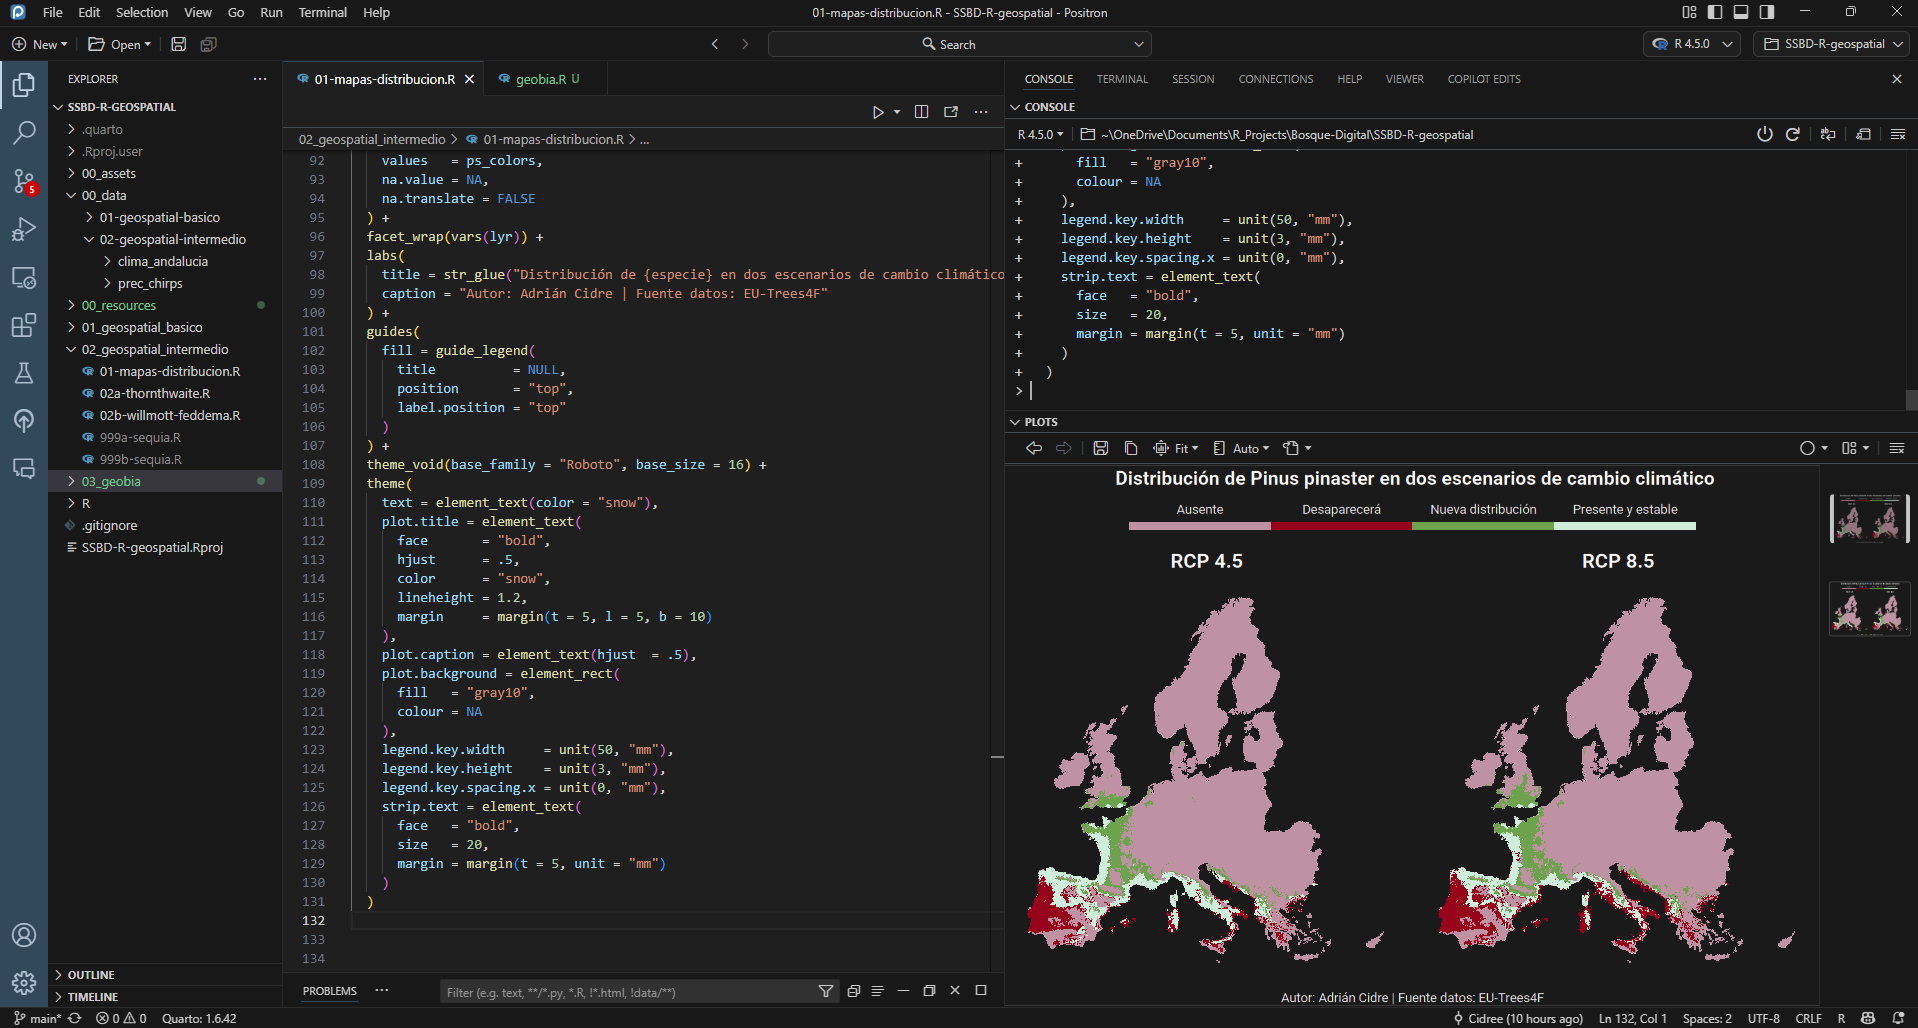 File Edit Selection View Go Run Terminal Help
01-mapas-distribucion.R - SSBD-R-geospatial - Positron
New Open Search R 4.5.0 SSBD-R-geospatial
EXPLORER
SSBD-R-GEOSPATIAL
.quarto
.Rproj.user
00_assets
00_data
01-geospatial-basico
02-geospatial-intermedio
clima_andalucia
prec_chirps
00_resources
01_geospatial_basico
02_geospatial_intermedio
01-mapas-distribucion.R
02a-thornthwaite.R
02b-willmott-feddema.R
999a-sequia.R
999b-sequia.R
03_geobia
R
.gitignore
SSBD-R-geospatial.Rproj
OUTLINE
TIMELINE
5
01-mapas-distribucion.R
geobia.R U
02_geospatial_intermedio > 01-mapas-distribucion.R > ...
92 values = ps_colors,
93 na.value = NA,
94 na.translate = FALSE
95 ) +
96 facet_wrap(vars(lyr)) +
97 labs(
98 title = str_glue("Distribución de {especie} en dos escenarios de cambio climático
99 caption = "Autor: Adrián Cidre | Fuente datos: EU-Trees4F"
100 ) +
101 guides(
102 fill = guide_legend(
103 title = NULL,
104 position = "top",
105 label.position = "top"
106 )
107 ) +
108 theme_void(base_family = "Roboto", base_size = 16) +
109 theme(
110 text = element_text(color = "snow"),
111 plot.title = element_text(
112 face = "bold",
113 hjust = .5,
114 color = "snow",
115 lineheight = 1.2,
116 margin = margin(t = 5, l = 5, b = 10)
117 ),
118 plot.caption = element_text(hjust = .5),
119 plot.background = element_rect(
120 fill = "gray10",
121 colour = NA
122 ),
123 legend.key.width = unit(50, "mm"),
124 legend.key.height = unit(3, "mm"),
125 legend.key.spacing.x = unit(0, "mm"),
126 strip.text = element_text(
127 face = "bold",
128 size = 20,
129 margin = margin(t = 5, unit = "mm")
130 )
131 )
132
133
134
PROBLEMS
Filter (e.g. text, **/*.py, *.R, !*.html, !data/**)
CONSOLE TERMINAL SESSION CONNECTIONS HELP VIEWER COPILOT EDITS
CONSOLE
R 4.5.0 ~\OneDrive\Documents\R_Projects\Bosque-Digital\SSBD-R-geospatial
+ fill = "gray10",
+ colour = NA
+ ),
+ legend.key.width = unit(50, "mm"),
+ legend.key.height = unit(3, "mm"),
+ legend.key.spacing.x = unit(0, "mm"),
+ strip.text = element_text(
+ face = "bold",
+ size = 20,
+ margin = margin(t = 5, unit = "mm")
+ )
+ )
>
PLOTS
Fit Auto
Distribución de Pinus pinaster en dos escenarios de cambio climático
Ausente Desaparecerá Nueva distribución Presente y estable
RCP 4.5 RCP 8.5
Autor: Adrián Cidre | Fuente datos: EU-Trees4F
main* 0 0 Quarto: 1.6.42
Cidree (10 hours ago) Ln 132, Col 1 Spaces: 2 UTF-8 CRLF R